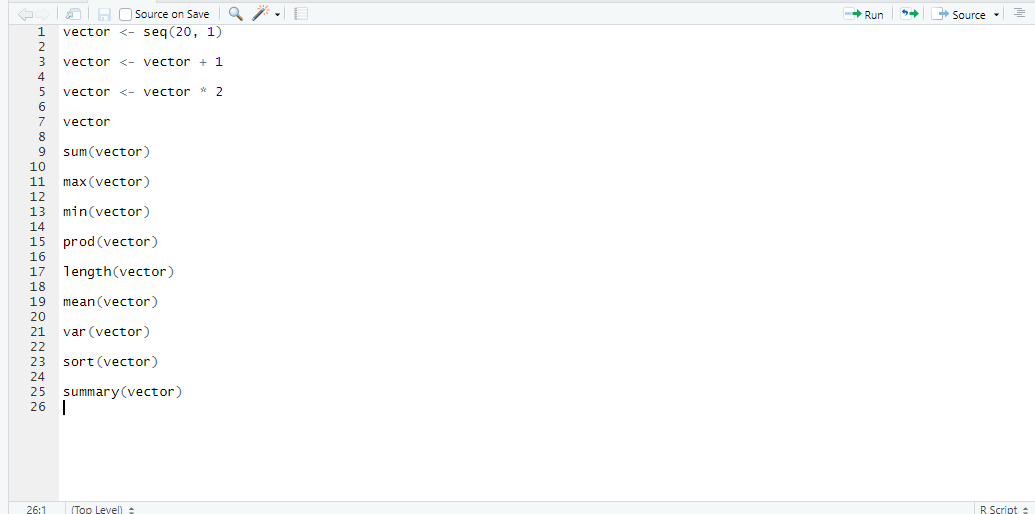 Source on Save Run Source
1 vector <- seq(20, 1)
2
3 vector <- vector + 1
4
5 vector <- vector * 2
6
7 vector
8
9 sum(vector)
10
11 max(vector)
12
13 min(vector)
14
15 prod(vector)
16
17 length(vector)
18
19 mean(vector)
20
21 var(vector)
22
23 sort(vector)
24
25 summary(vector)
26
26:1 (Top Level) R Script